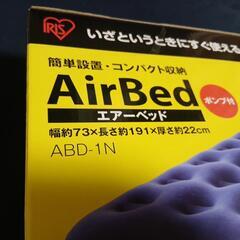 IRIS
いざというときにすぐ使える
簡単設置・コンパクト収納
AirBed
ポンプ付
エアーベッド
幅約73×長さ約191×厚さ約22cm
ABD-1N